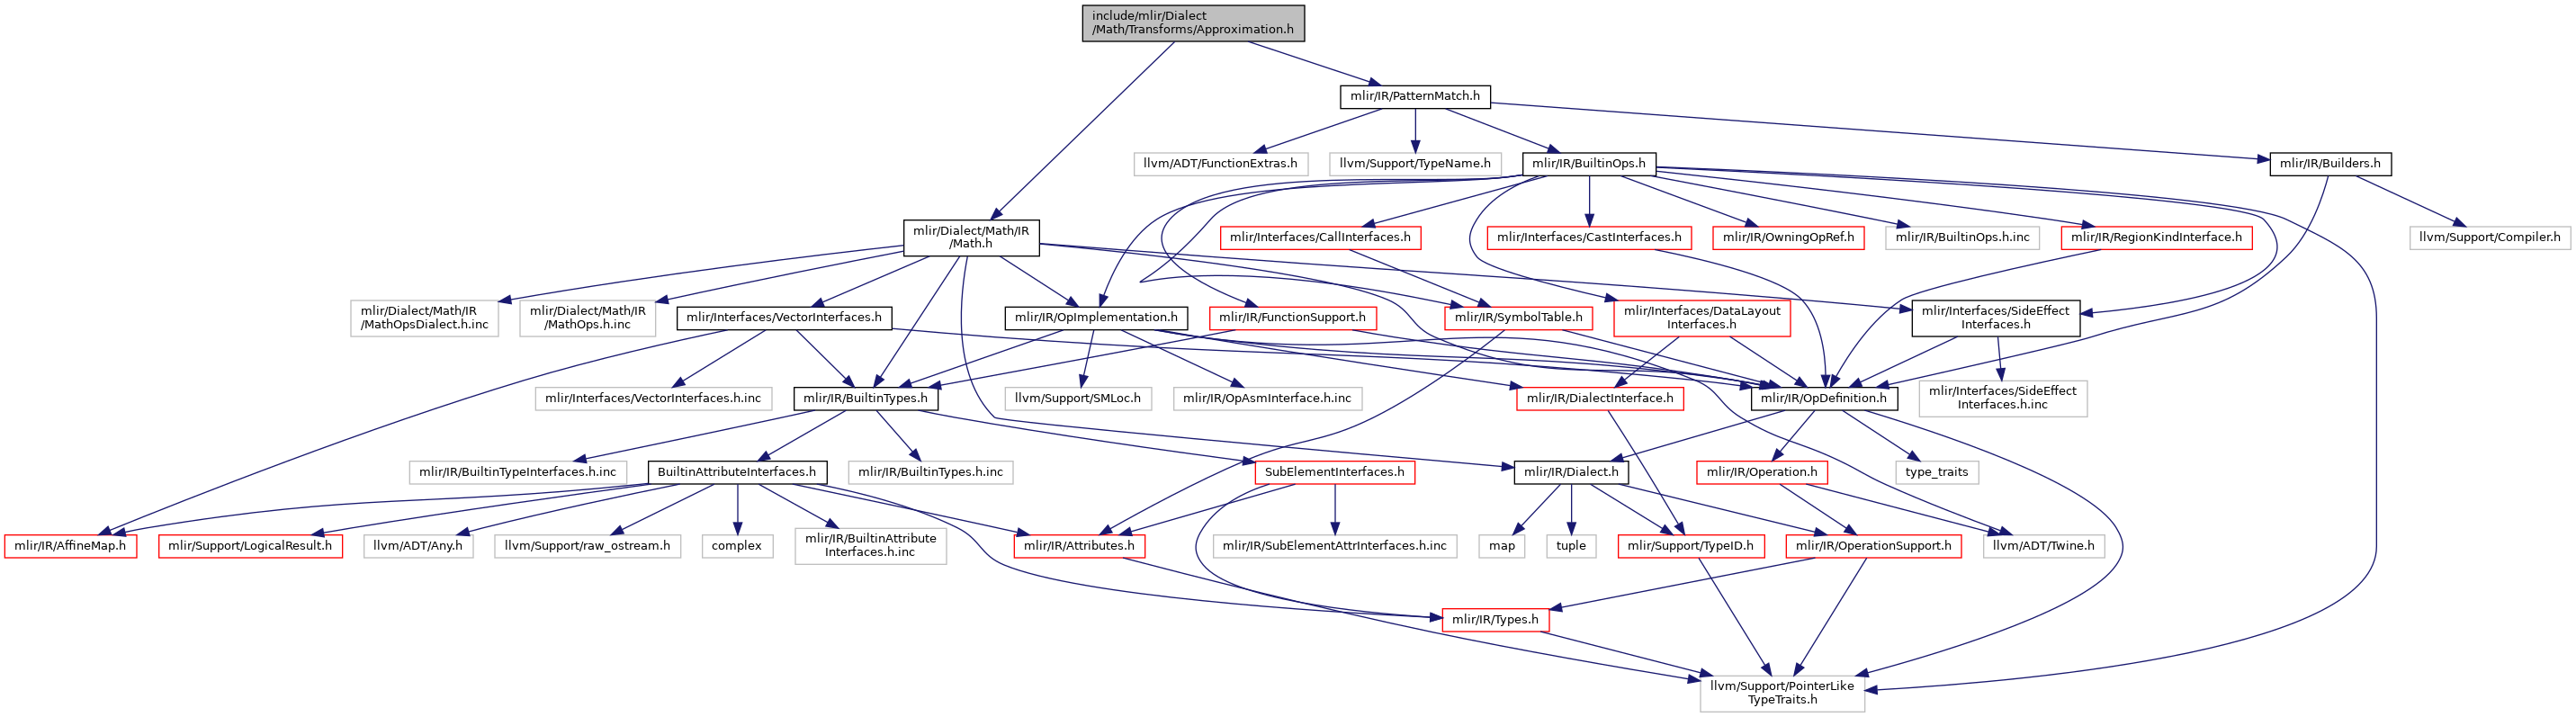 include/mlir/Dialect
/Math/Transforms/Approximation.h
mlir/IR/PatternMatch.h
llvm/ADT/FunctionExtras.h
llvm/Support/TypeName.h
mlir/IR/BuiltinOps.h
mlir/IR/Builders.h
mlir/Dialect/Math/IR
/Math.h
mlir/Interfaces/CallInterfaces.h
mlir/Interfaces/CastInterfaces.h
mlir/IR/OwningOpRef.h
mlir/IR/BuiltinOps.h.inc
mlir/IR/RegionKindInterface.h
llvm/Support/Compiler.h
mlir/Dialect/Math/IR
/MathOpsDialect.h.inc
mlir/Dialect/Math/IR
/MathOps.h.inc
mlir/Interfaces/VectorInterfaces.h
mlir/IR/OpImplementation.h
mlir/IR/FunctionSupport.h
mlir/IR/SymbolTable.h
mlir/Interfaces/DataLayout
Interfaces.h
mlir/Interfaces/SideEffect
Interfaces.h
mlir/Interfaces/VectorInterfaces.h.inc
mlir/IR/BuiltinTypes.h
llvm/Support/SMLoc.h
mlir/IR/OpAsmInterface.h.inc
mlir/IR/DialectInterface.h
mlir/IR/OpDefinition.h
mlir/Interfaces/SideEffect
Interfaces.h.inc
mlir/IR/BuiltinTypeInterfaces.h.inc
BuiltinAttributeInterfaces.h
mlir/IR/BuiltinTypes.h.inc
SubElementInterfaces.h
mlir/IR/Dialect.h
mlir/IR/Operation.h
type_traits
mlir/IR/AffineMap.h
mlir/Support/LogicalResult.h
llvm/ADT/Any.h
llvm/Support/raw_ostream.h
complex
mlir/IR/BuiltinAttribute
Interfaces.h.inc
mlir/IR/Attributes.h
mlir/IR/SubElementAttrInterfaces.h.inc
map
tuple
mlir/Support/TypeID.h
mlir/IR/OperationSupport.h
llvm/ADT/Twine.h
mlir/IR/Types.h
llvm/Support/PointerLike
TypeTraits.h